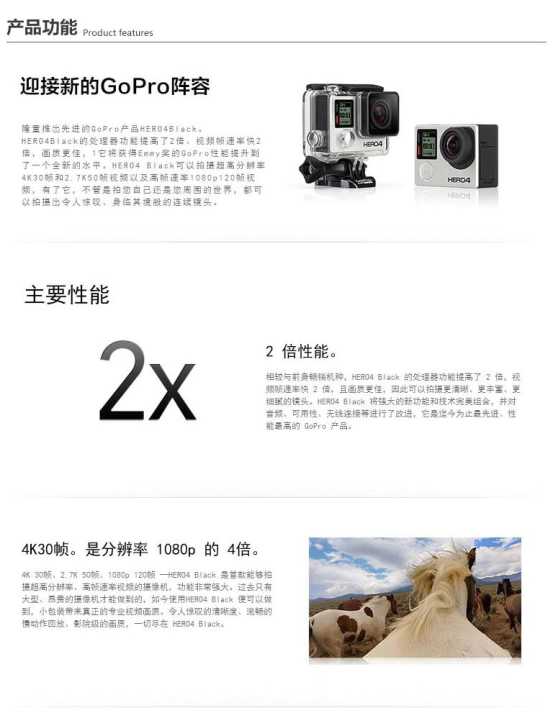 产品功能 Product features
迎接新的GoPro阵容
隆重推出先进的GoPro产品HERO4Black。
HERO4Black的处理器功能提高了2倍、视频帧速率快2
倍，画质更佳，1它将获得Emmy奖的GoPro性能提升到
了一个全新的水平。HERO4 Black可以拍摄超高分辨率
4K30帧和2.7K50帧视频以及高帧速率1080p120帧视
频，有了它，不管是拍您自己还是您周围的世界，都可
以拍摄出令人惊叹、身临其境般的连续镜头。
HERO4
HERO4
主要性能
2x
2 倍性能。
相较与前身畅销机种，HERO4 Black 的处理器功能提高了 2 倍，视
频帧速率快 2 倍，且画质更佳，因此可以拍摄更清晰、更丰富、更
细腻的镜头。HERO4 Black 将强大的新功能和技术完美组合，并对
音频、可用性、无线连接等进行了改进，它是迄今为止最先进、性
能最高的 GoPro 产品。
4K30帧。是分辨率 1080p 的 4倍。
4K 30帧、2.7K 50帧、1080p 120帧 —HERO4 Black 是首款能够拍
摄超高分辨率、高帧速率视频的摄像机，功能非常强大。过去只有
大型、昂贵的摄像机才能做到的，如今使用HERO4 Black 便可以做
到，小包装带来真正的专业视频画质。令人惊叹的清晰度、流畅的
慢动作回放、影院级的画质，一切尽在 HERO4 Black。